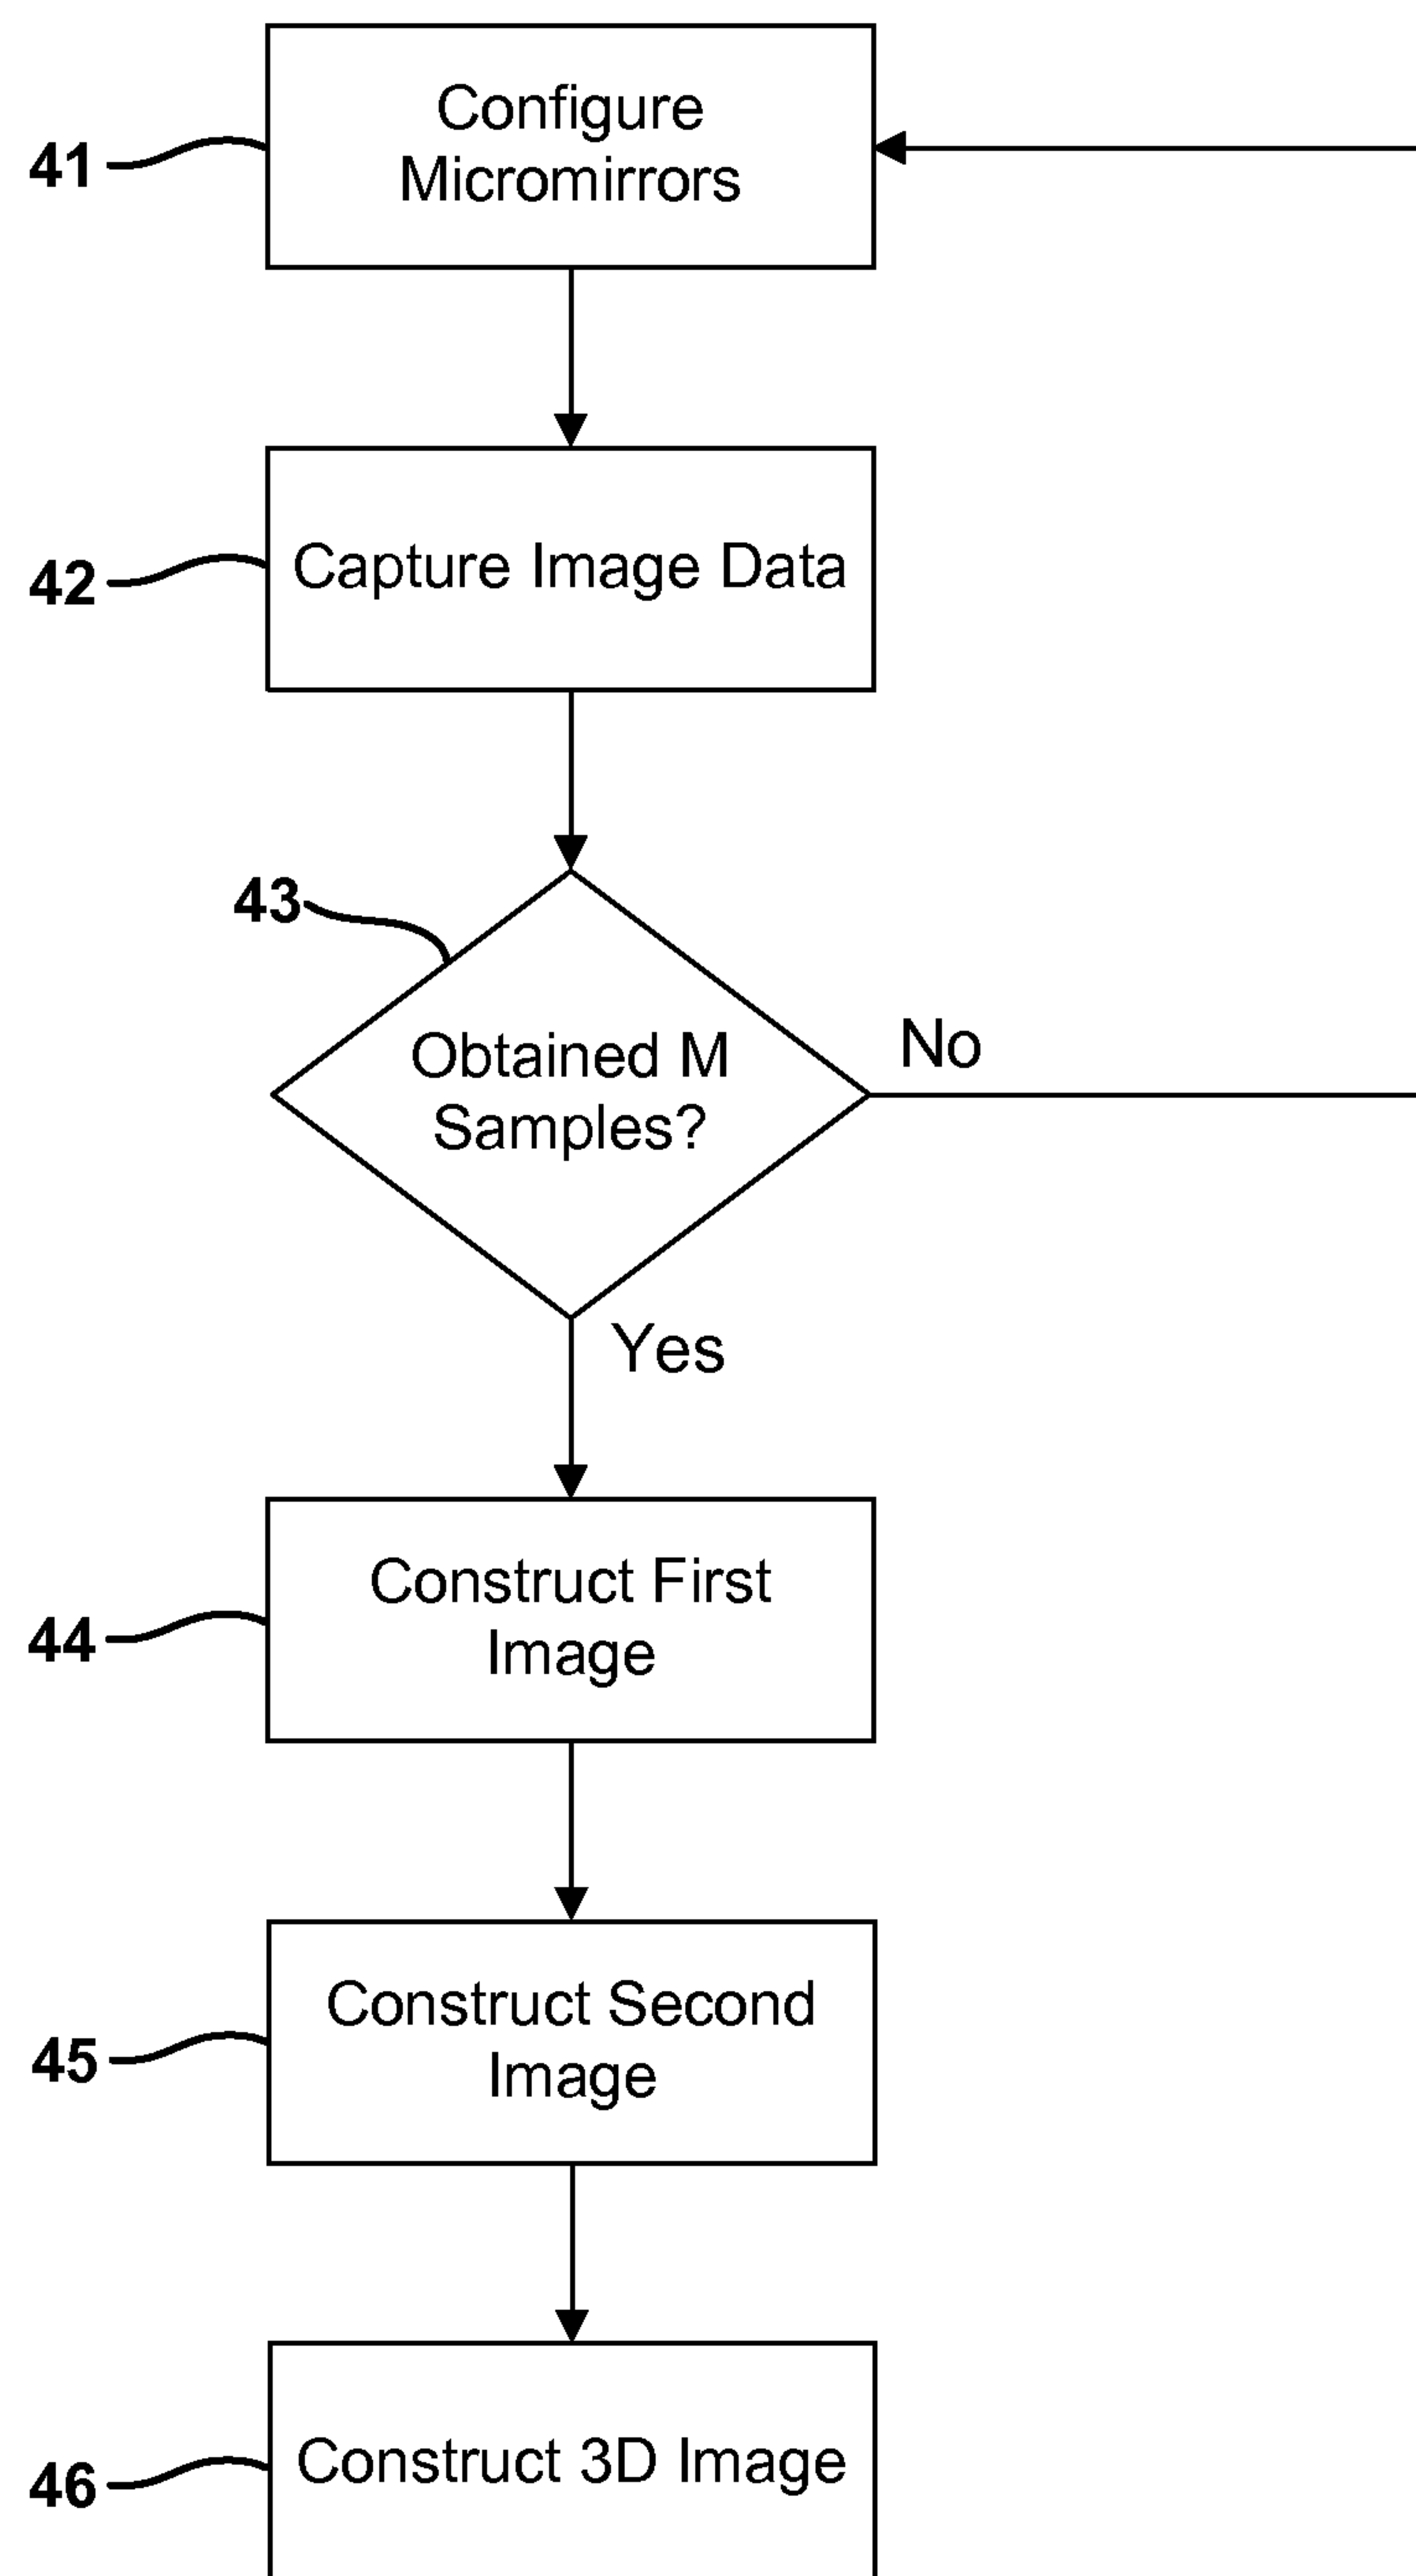 41
Configure
Micromirrors
42
Capture Image Data
43
Obtained M
Samples?
No
Yes
44
Construct First
Image
45
Construct Second
Image
46
Construct 3D Image